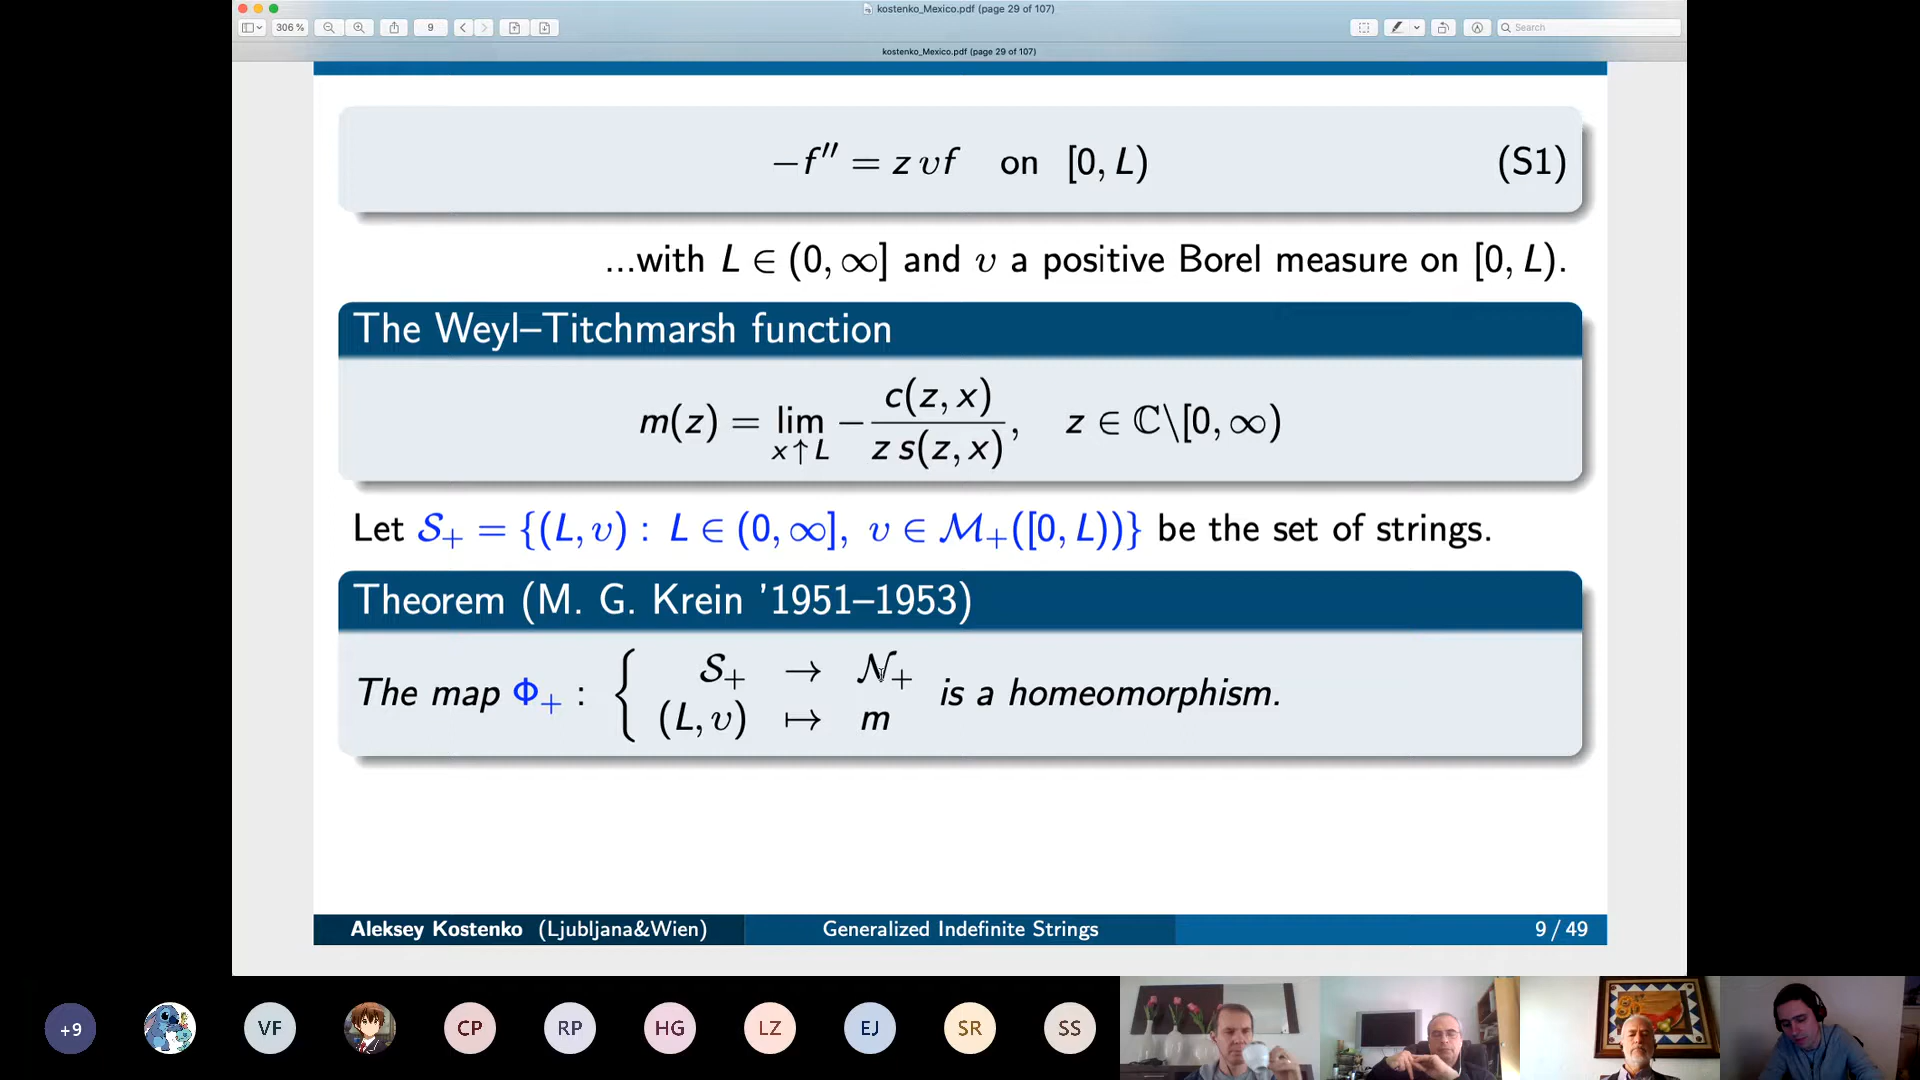 kostenko_Mexico.pdf (page 29 of 107)
306 %
9
Search
kostenko_Mexico.pdf (page 29 of 107)
−f″ = z υf on [0, L) (S1)
...with L ∈ (0, ∞] and υ a positive Borel measure on [0, L).
The Weyl–Titchmarsh function
m(z) = lim_{x↑L} − c(z, x) / z s(z, x), z ∈ ℂ\[0, ∞)
Let 𝒮₊ = {(L, υ) : L ∈ (0, ∞], υ ∈ ℳ₊([0, L))} be the set of strings.
Theorem (M. G. Krein '1951–1953)
The map Φ₊ : { 𝒮₊ → 𝒩₊ is a homeomorphism.
(L, υ) ↦ m
Aleksey Kostenko (Ljubljana&Wien) Generalized Indefinite Strings 9 / 49
+9 VF CP RP HG LZ EJ SR SS